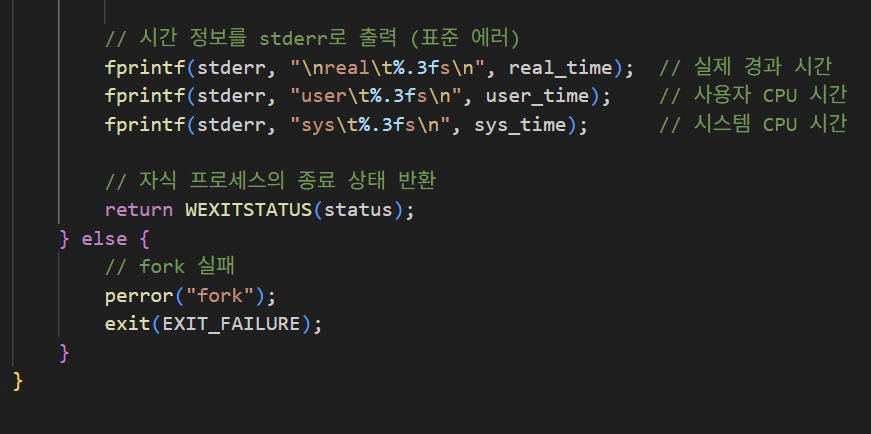 // 시간 정보를 stderr로 출력 (표준 에러)
fprintf(stderr, "\nreal\t%.3fs\n", real_time);  // 실제 경과 시간
fprintf(stderr, "user\t%.3fs\n", user_time);    // 사용자 CPU 시간
fprintf(stderr, "sys\t%.3fs\n", sys_time);      // 시스템 CPU 시간
// 자식 프로세스의 종료 상태 반환
return WEXITSTATUS(status);
} else {
// fork 실패
perror("fork");
exit(EXIT_FAILURE);
}
}